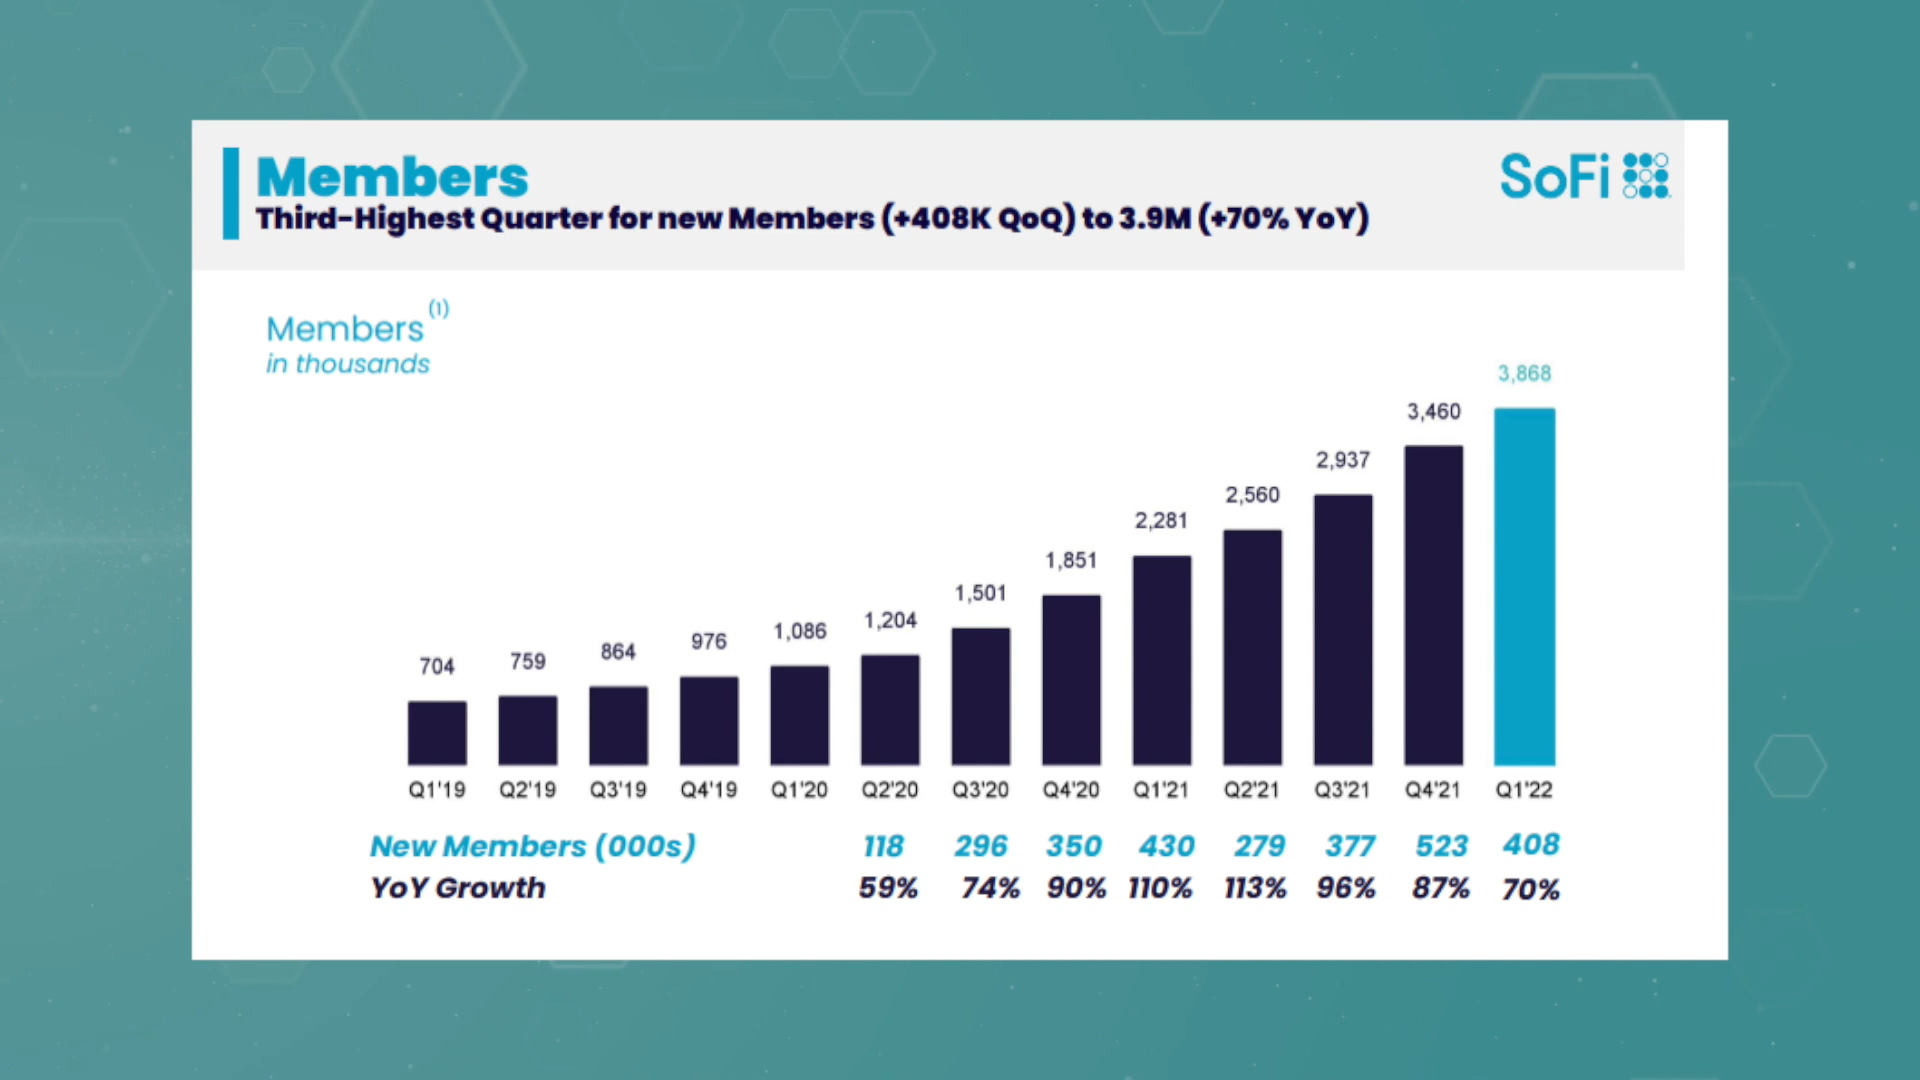 Members
SoFi
Third-Highest Quarter for new Members (+408K QoQ) to 3.9M (+70% YoY)
Members (1)
in thousands
704 759 864 976 1,086 1,204 1,501 1,851 2,281 2,560 2,937 3,460 3,868
Q1'19 Q2'19 Q3'19 Q4'19 Q1'20 Q2'20 Q3'20 Q4'20 Q1'21 Q2'21 Q3'21 Q4'21 Q1'22
New Members (000s) 118 296 350 430 279 377 523 408
YoY Growth 59% 74% 90% 110% 113% 96% 87% 70%